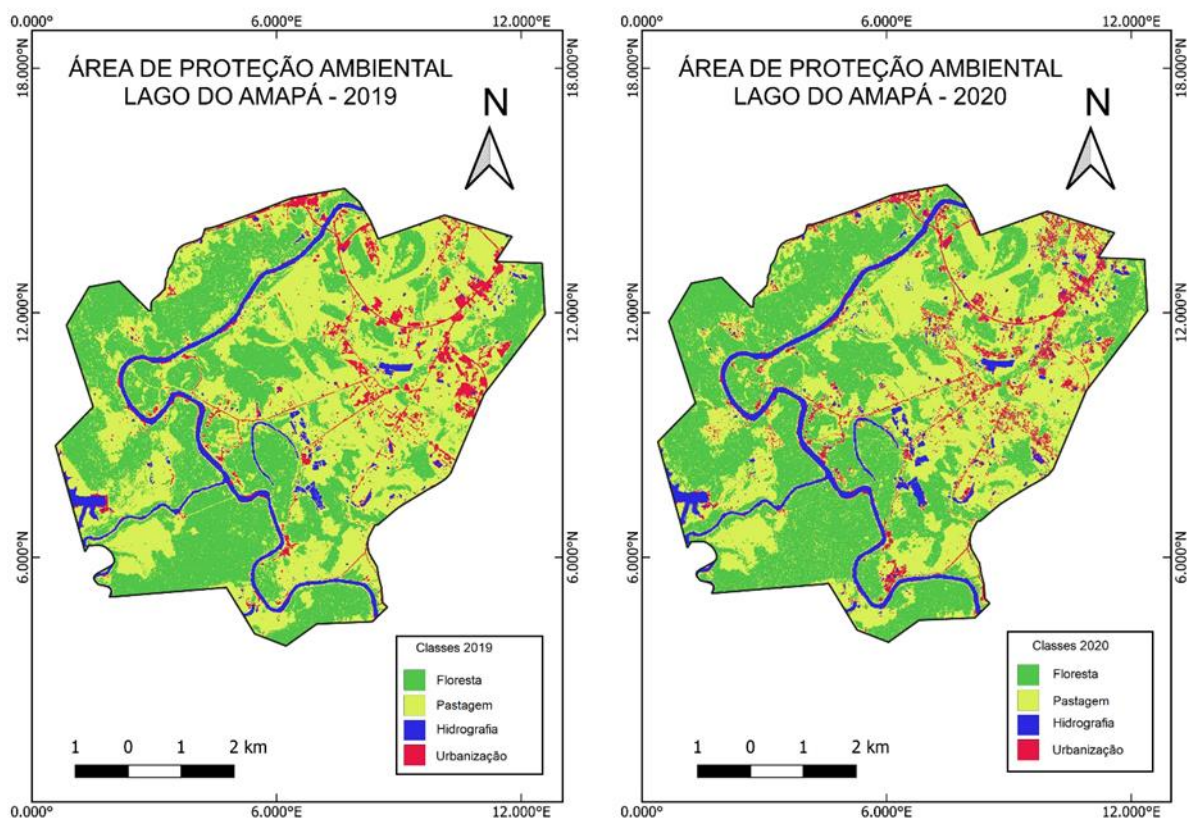 0.000° 6.000°E 12.000°E
18.000°N 18.000°N
ÁREA DE PROTEÇÃO AMBIENTAL
LAGO DO AMAPÁ - 2019
N
12.000°N 12.000°N
6.000°N 6.000°N
Classes 2019
Floresta
Pastagem
Hidrografia
Urbanização
1 0 1 2 km
0.000° 6.000°E 12.000°E
0.000° 6.000°E 12.000°E
18.000°N 18.000°N
ÁREA DE PROTEÇÃO AMBIENTAL
LAGO DO AMAPÁ - 2020
N
12.000°N 12.000°N
6.000°N 6.000°N
Classes 2020
Floresta
Pastagem
Hidrografia
Urbanização
1 0 1 2 km
0.000° 6.000°E 12.000°E